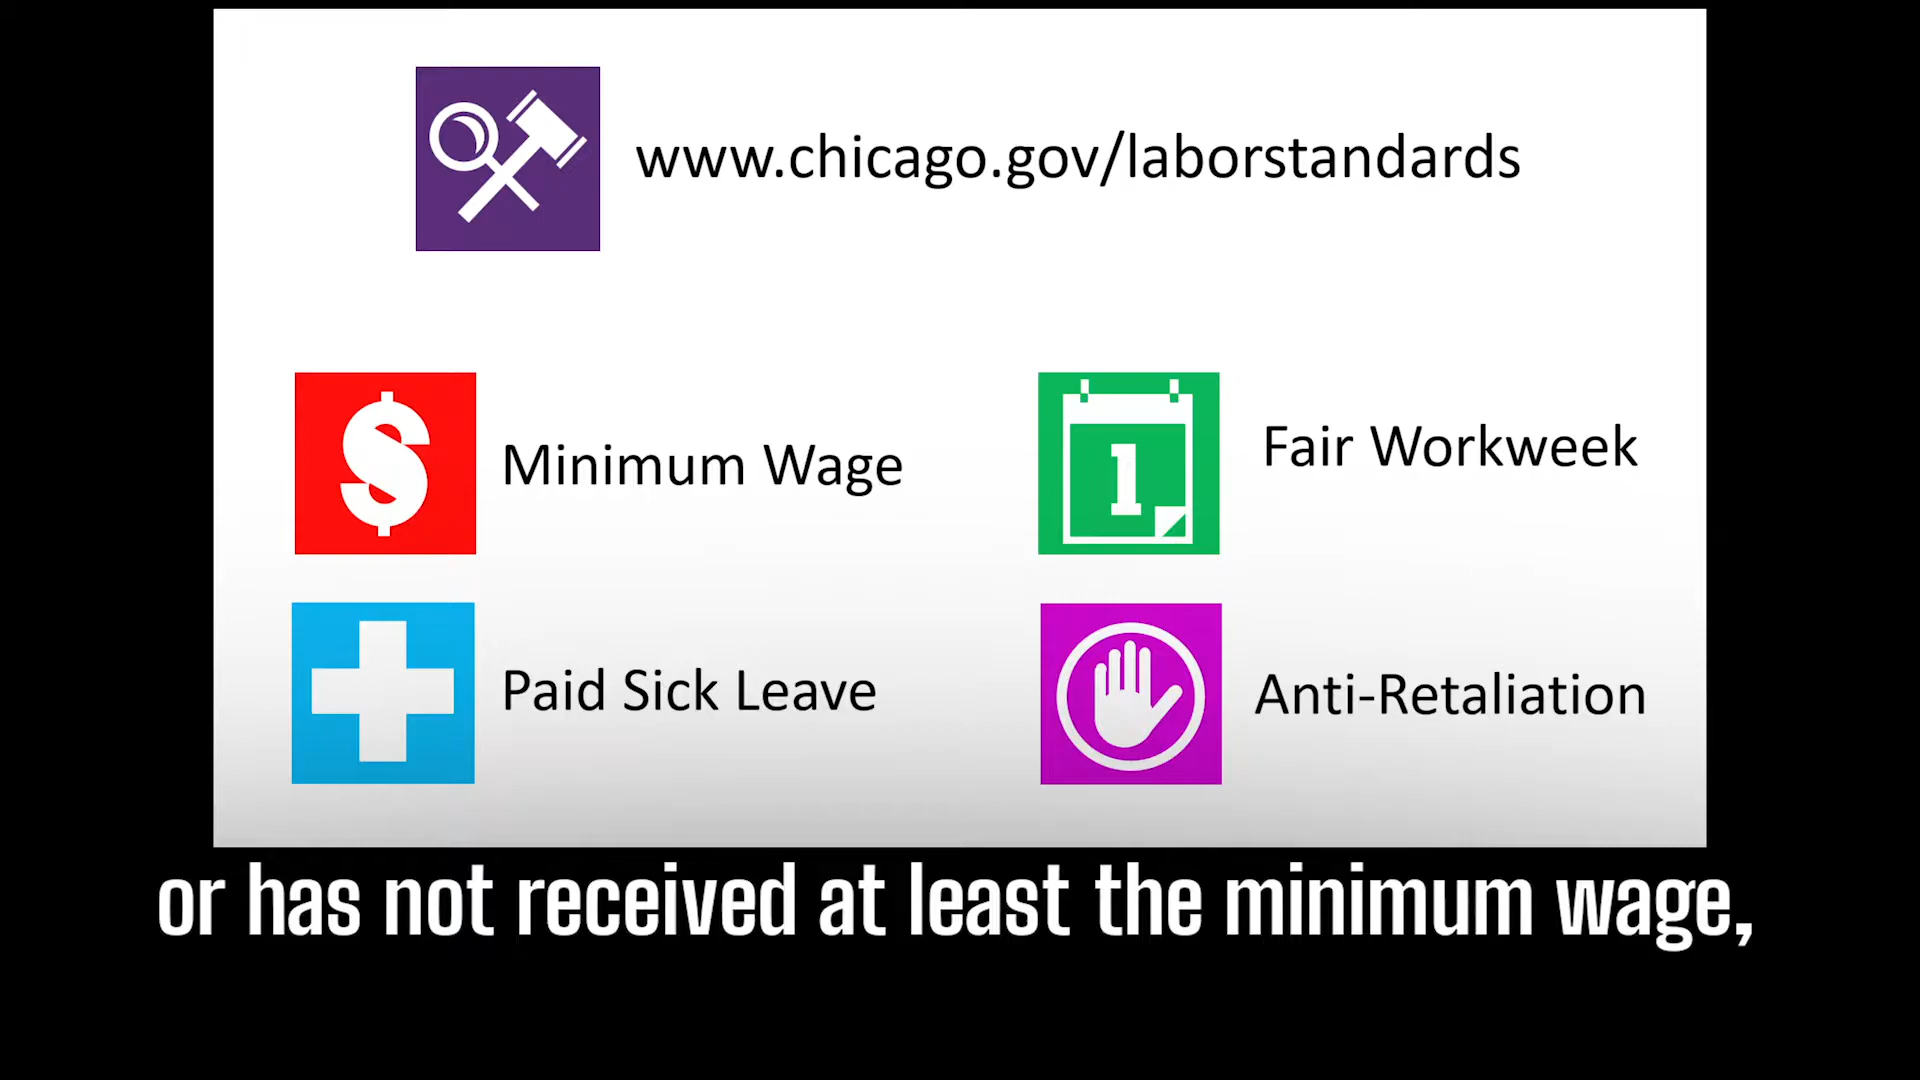 www.chicago.gov/laborstandards
$ Minimum Wage
1 Fair Workweek
Paid Sick Leave
Anti-Retaliation
or has not received at least the minimum wage,